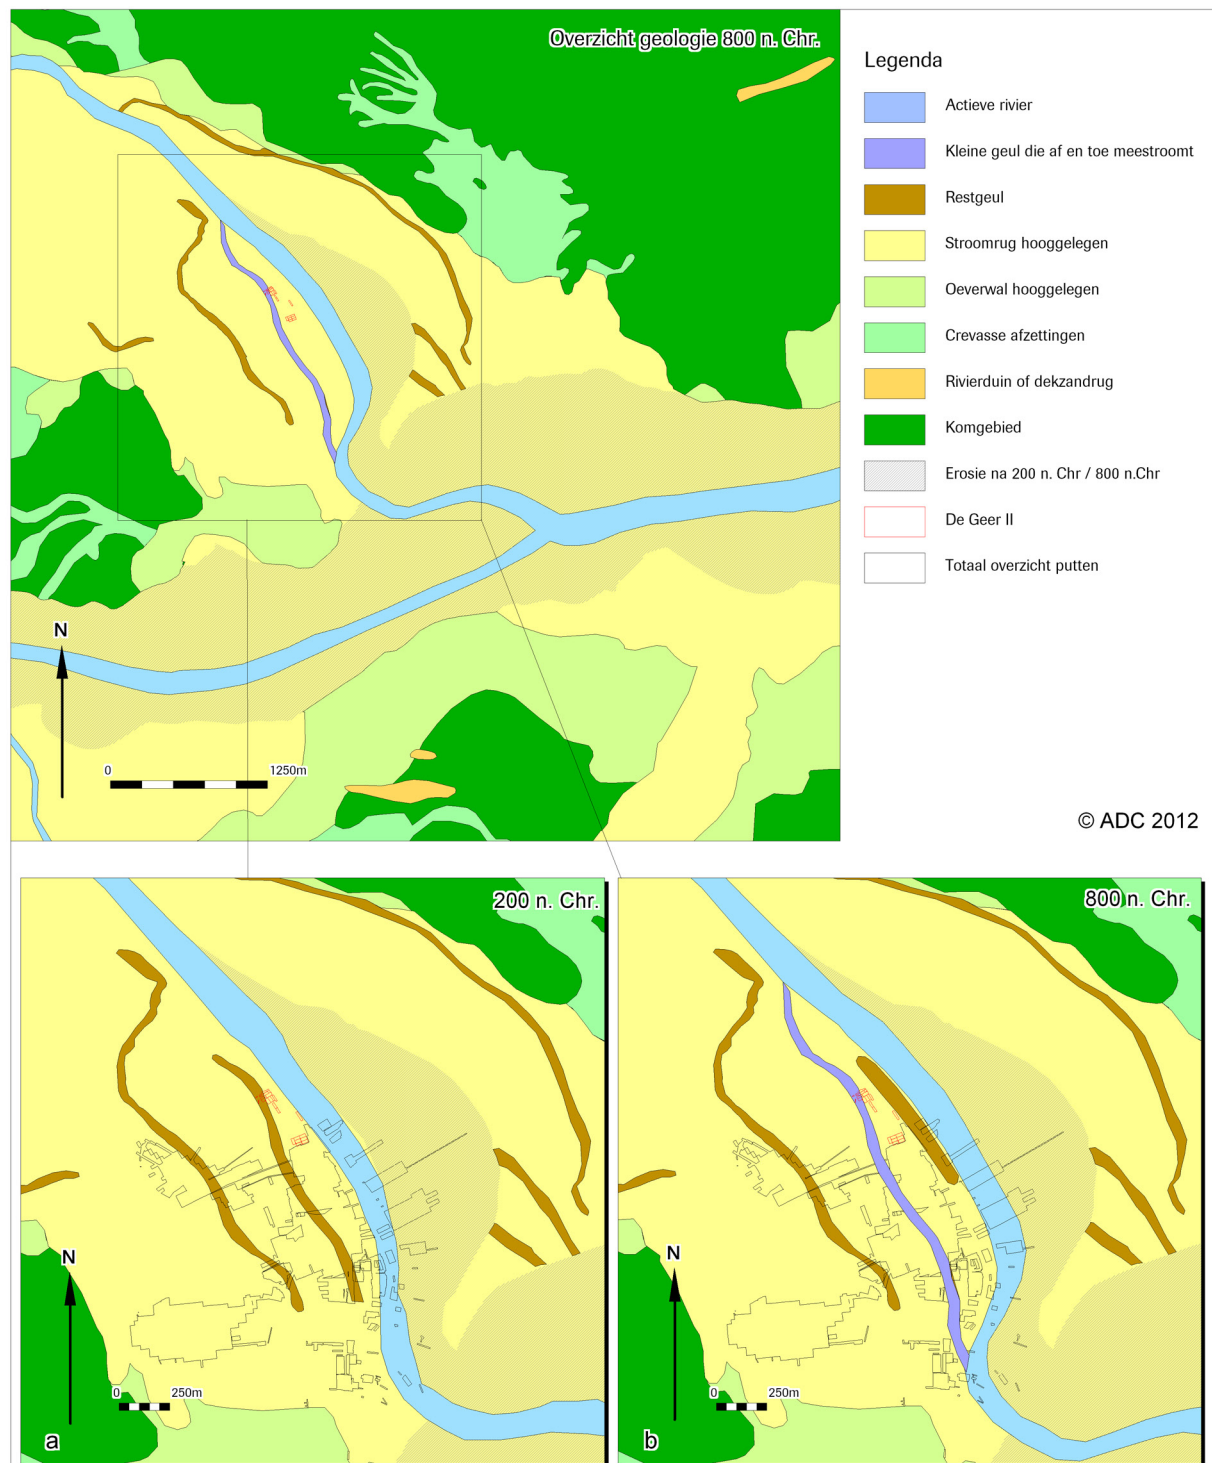 Overzicht geologie 800 n. Chr.
Legenda
Actieve rivier
Kleine geul die af en toe meestroomt
Restgeul
Stroomrug hooggelegen
Oeverwal hooggelegen
Crevasse afzettingen
Rivierduin of dekzandrug
Komgebied
Erosie na 200 n. Chr / 800 n.Chr
De Geer II
Totaal overzicht putten
N
0 1250m
© ADC 2012
200 n. Chr.
N
0 250m
a
800 n. Chr.
N
0 250m
b